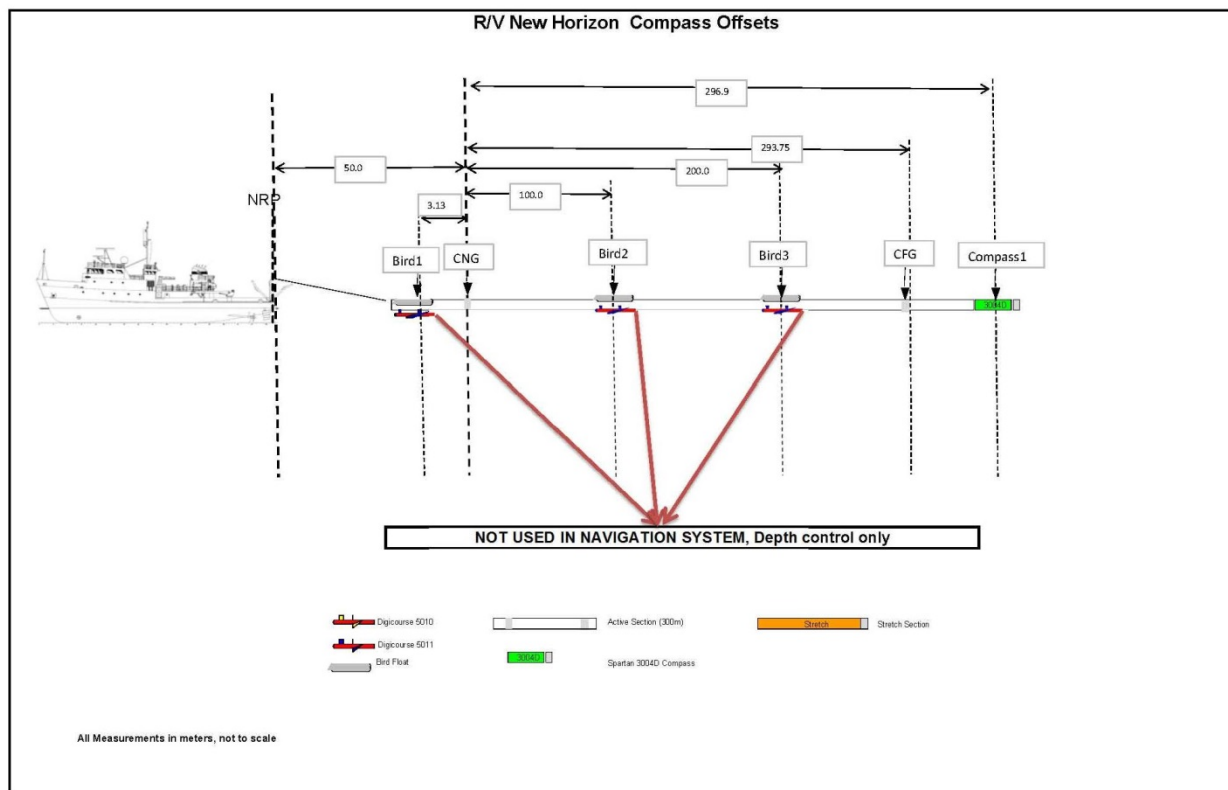 R/V New Horizon  Compass Offsets
296.9
293.75
50.0
200.0
NRP
3.13
100.0
Bird1
CNG
Bird2
Bird3
CFG
Compass1
3004D
NOT USED IN NAVIGATION SYSTEM, Depth control only
Digicourse 5010
Active Section (300m)
Stretch
Stretch Section
Digicourse 5011
Bird Float
3004D
Spartan 3004D Compass
All Measurements in meters, not to scale